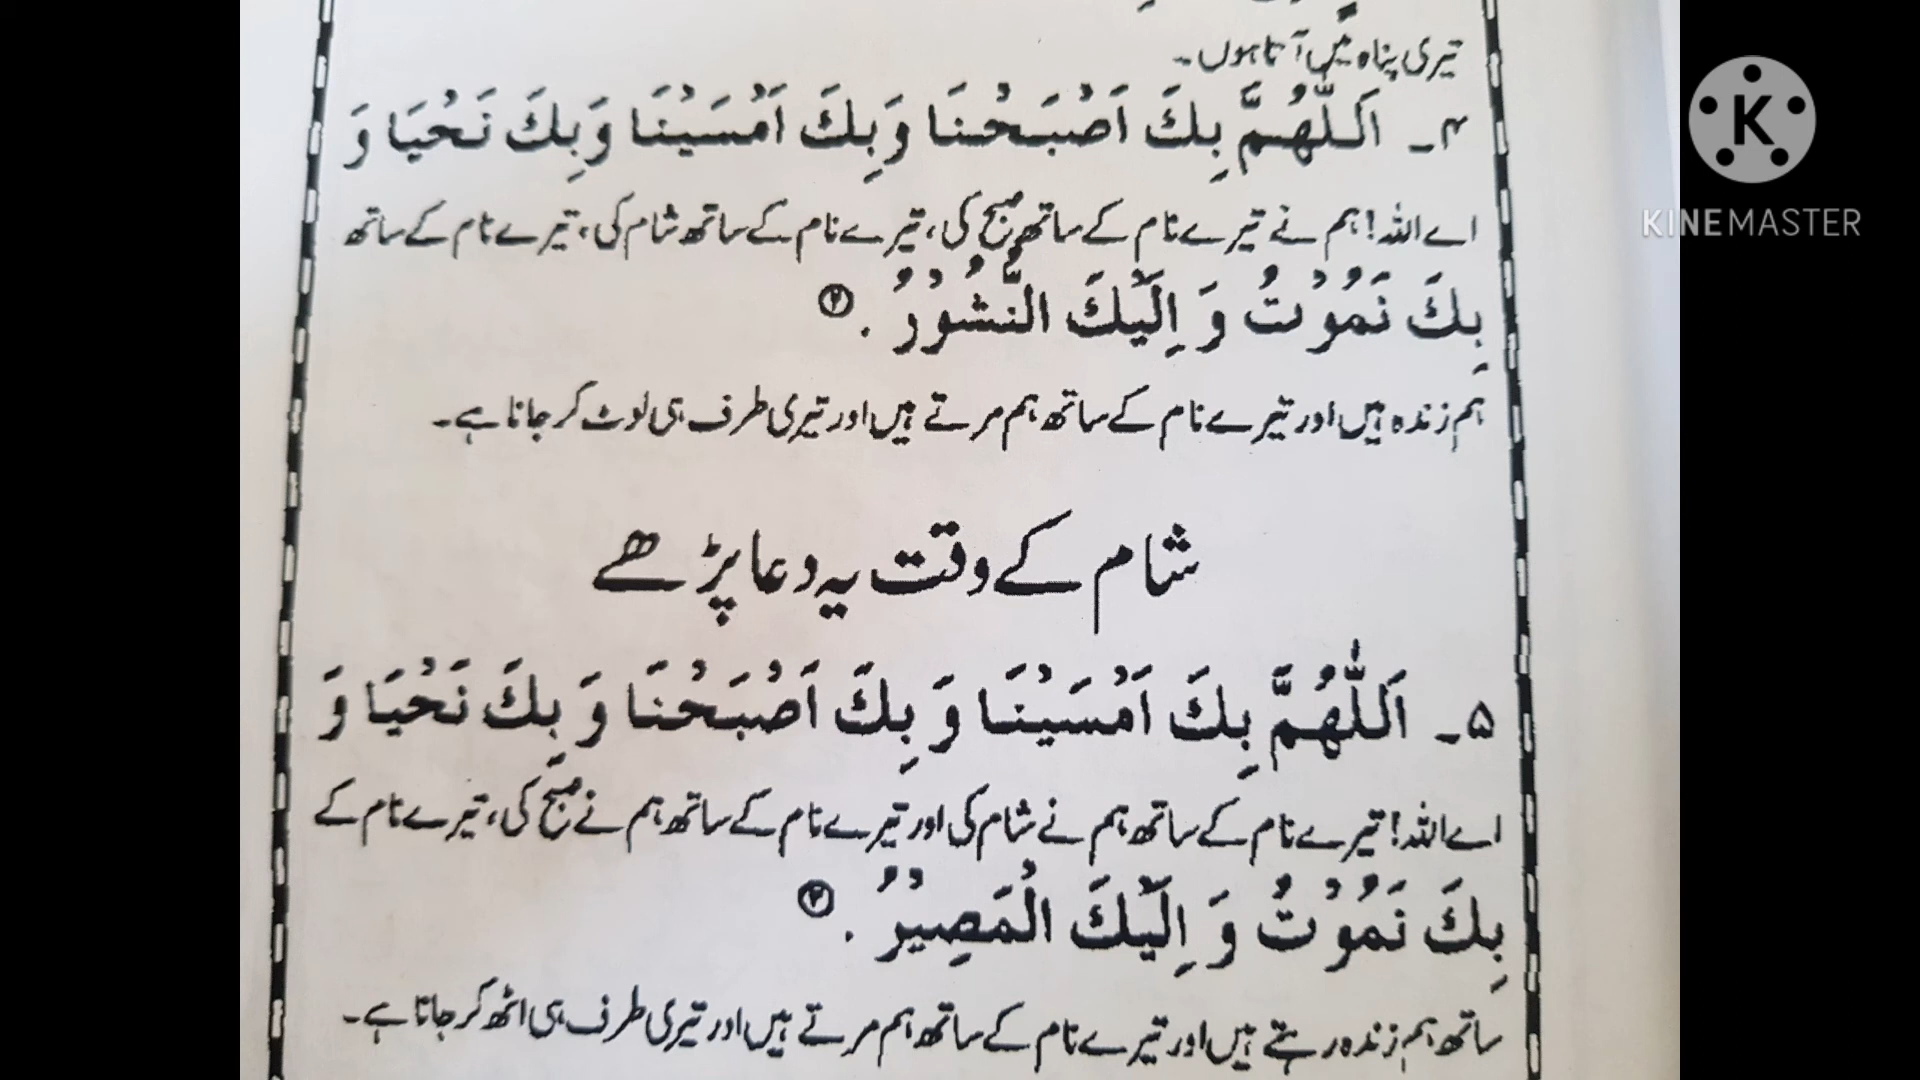 تیری پناہ میں آتا ہوں۔
۴۔ اَللّٰهُمَّ بِكَ اَصْبَحْنَا وَبِكَ اَمْسَيْنَا وَبِكَ نَحْيَا وَ
اے اللہ! ہم نے تیرے نام کے ساتھ صبح کی، تیرے نام کے ساتھ شام کی، تیرے نام کے ساتھ
بِكَ نَمُوْتُ وَ اِلَيْكَ النُّشُوْرُ . ②
ہم زندہ ہیں اور تیرے نام کے ساتھ ہم مرتے ہیں اور تیری طرف ہی لوٹ کر جانا ہے۔
شام کے وقت یہ دعا پڑھے
۵۔ اَللّٰهُمَّ بِكَ اَمْسَيْنَا وَ بِكَ اَصْبَحْنَا وَ بِكَ نَحْيَا وَ
اے اللہ! تیرے نام کے ساتھ ہم نے شام کی اور تیرے نام کے ساتھ ہم نے صبح کی، تیرے نام کے
بِكَ نَمُوْتُ وَ اِلَيْكَ الْمَصِيْرُ . ③
ساتھ ہم زندہ رہتے ہیں اور تیرے نام کے ساتھ ہم مرتے ہیں اور تیری طرف ہی اٹھ کر جانا ہے۔
K
KINEMASTER